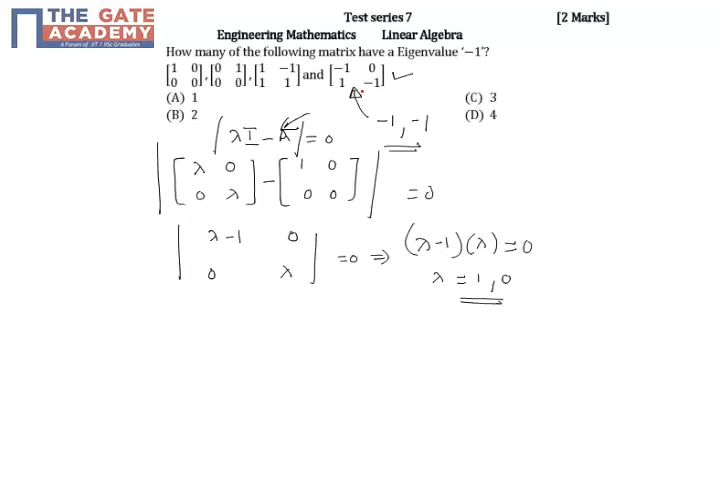 THE GATE ACADEMY
A Forum of IIT / IISc Graduates
Test series 7 [2 Marks]
Engineering Mathematics Linear Algebra
How many of the following matrix have a Eigenvalue ‘−1’?
[1 0; 0 0], [0 1; 0 0], [1 −1; 1 1] and [−1 0; 1 −1] ✓
(A) 1 (C) 3
(B) 2 (D) 4
−1, −1
|λI − A| = 0
|[λ 0; 0 λ] − [1 0; 0 0]| = 0
|λ−1 0; 0 λ| = 0 ⇒ (λ−1)(λ) = 0
λ = 1, 0